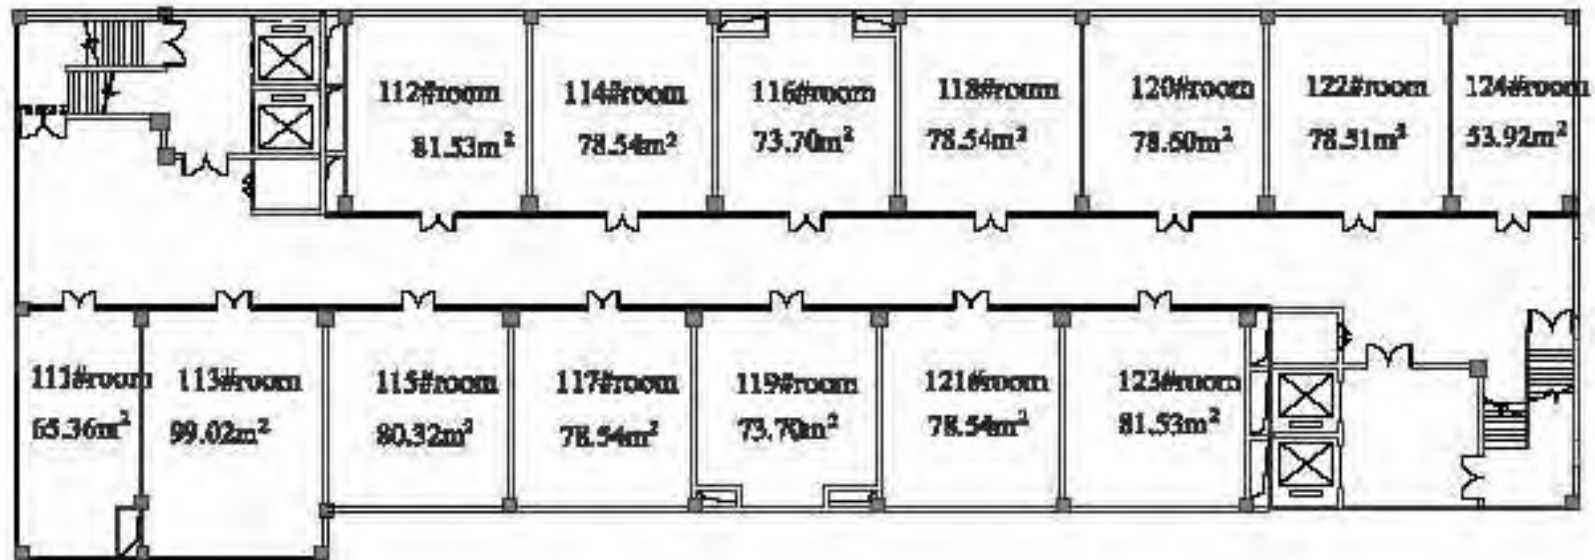 112#room
81.53m²
114#room
78.54m²
116#room
73.70m²
118#room
78.54m²
120#room
78.60m²
122#room
78.51m²
124#room
53.92m²
111#room
65.36m²
113#room
99.02m²
115#room
80.32m²
117#room
78.54m²
119#room
73.70m²
121#room
78.54m²
123#room
81.53m²